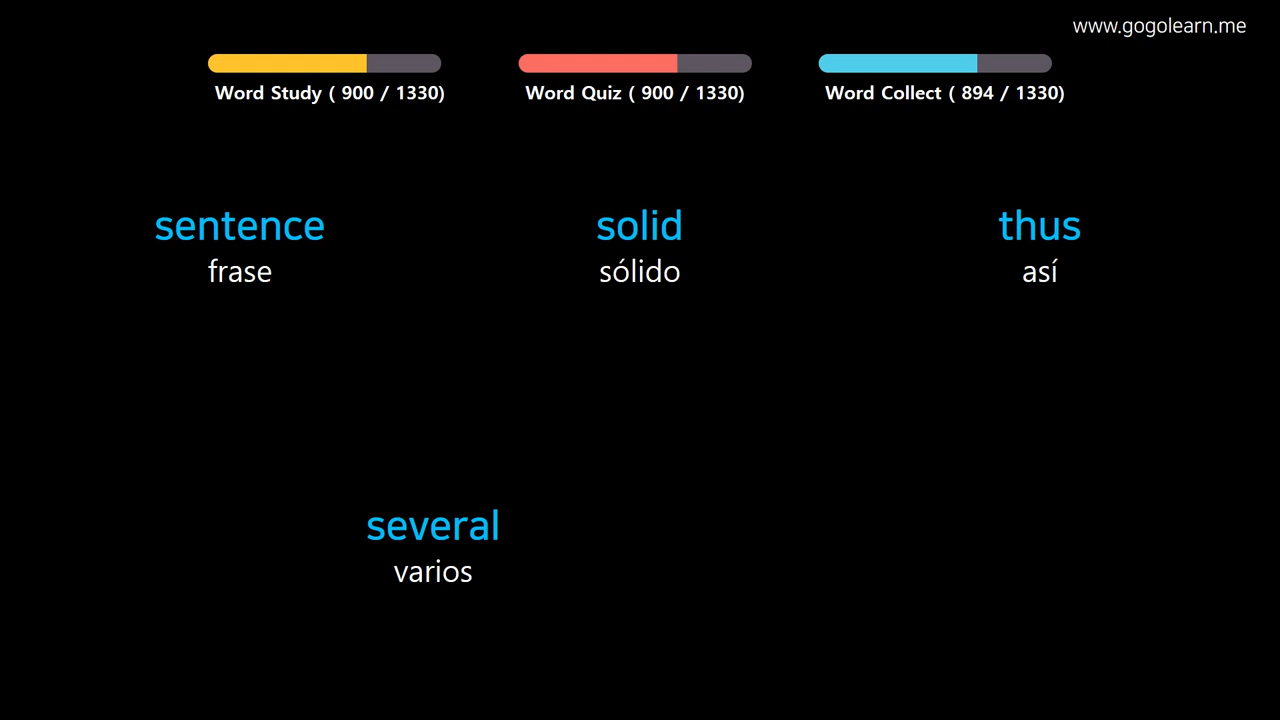 www.gogolearn.me
Word Study ( 900 / 1330)
Word Quiz ( 900 / 1330)
Word Collect ( 894 / 1330)
sentence
frase
solid
sólido
thus
así
several
varios